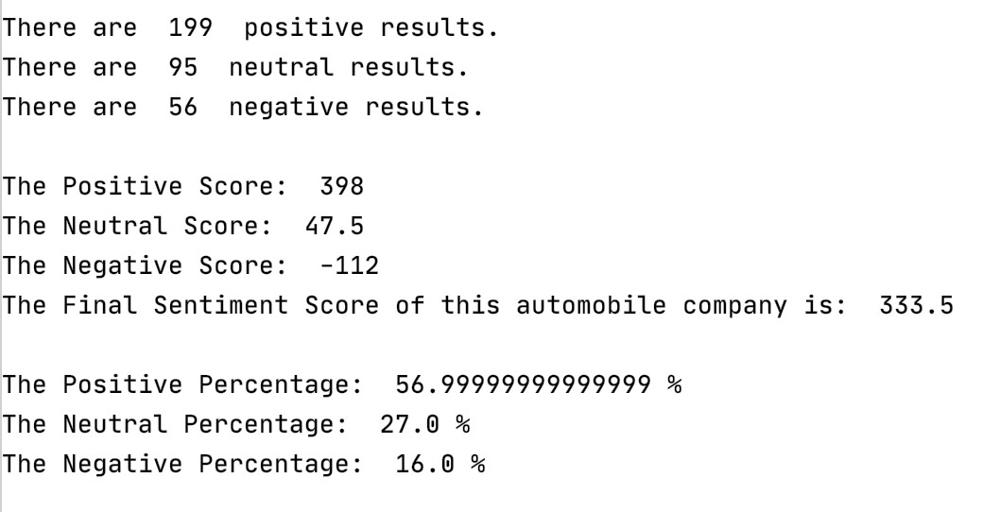 There are  199  positive results.
There are  95  neutral results.
There are  56  negative results.
The Positive Score:  398
The Neutral Score:  47.5
The Negative Score:  -112
The Final Sentiment Score of this automobile company is:  333.5
The Positive Percentage:  56.99999999999999 %
The Neutral Percentage:  27.0 %
The Negative Percentage:  16.0 %